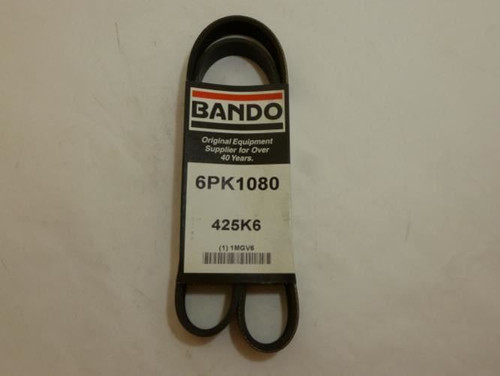 BANDO
Original Equipment
Supplier for Over
40 Years.
6PK1080
425K6
(1) 1MGV6